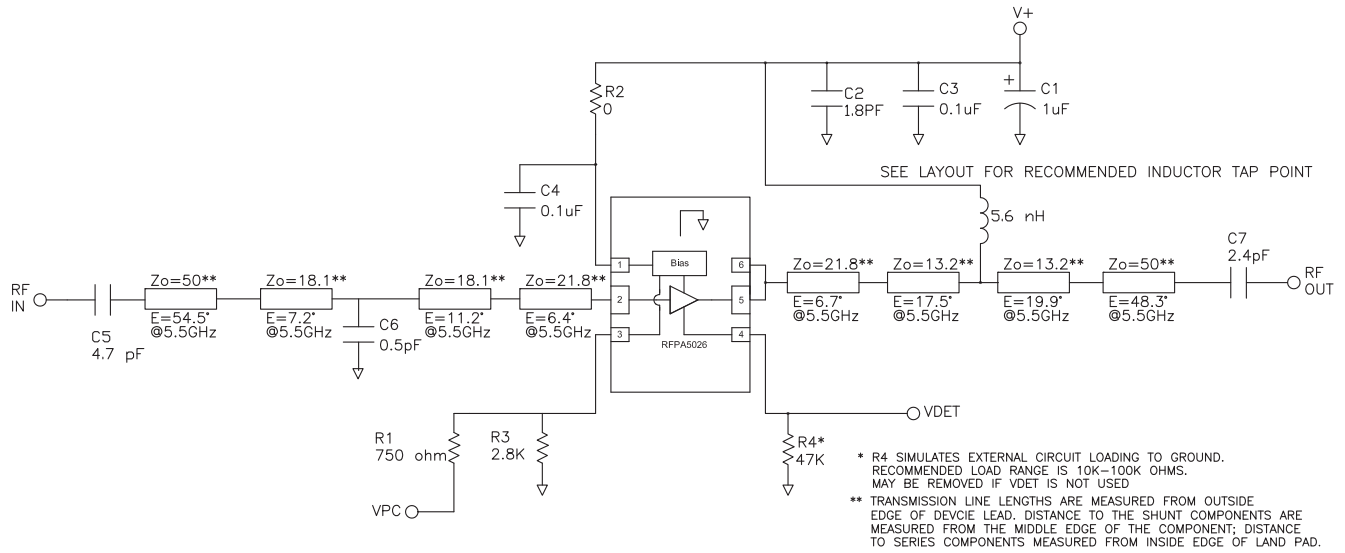 V+
R2
0
C2
1.8PF
C3
0.1uF
+
C1
1uF
SEE LAYOUT FOR RECOMMENDED INDUCTOR TAP POINT
C4
0.1uF
5.6 nH
1
Bias
6
2
5
3
4
RFPA5026
RF
IN
C5
4.7 pF
Zo=50**
E=54.5°
@5.5GHz
Zo=18.1**
E=7.2°
@5.5GHz
C6
0.5pF
Zo=18.1**
E=11.2°
@5.5GHz
Zo=21.8**
E=6.4°
@5.5GHz
Zo=21.8**
E=6.7°
@5.5GHz
Zo=13.2**
E=17.5°
@5.5GHz
Zo=13.2**
E=19.9°
@5.5GHz
Zo=50**
E=48.3°
@5.5GHz
C7
2.4pF
RF
OUT
R1
750 ohm
R3
2.8K
VPC
VDET
R4*
47K
* R4 SIMULATES EXTERNAL CIRCUIT LOADING TO GROUND.
RECOMMENDED LOAD RANGE IS 10K-100K OHMS.
MAY BE REMOVED IF VDET IS NOT USED
** TRANSMISSION LINE LENGTHS ARE MEASURED FROM OUTSIDE
EDGE OF DEVCIE LEAD. DISTANCE TO THE SHUNT COMPONENTS ARE
MEASURED FROM THE MIDDLE EDGE OF THE COMPONENT; DISTANCE
TO SERIES COMPONENTS MEASURED FROM INSIDE EDGE OF LAND PAD.